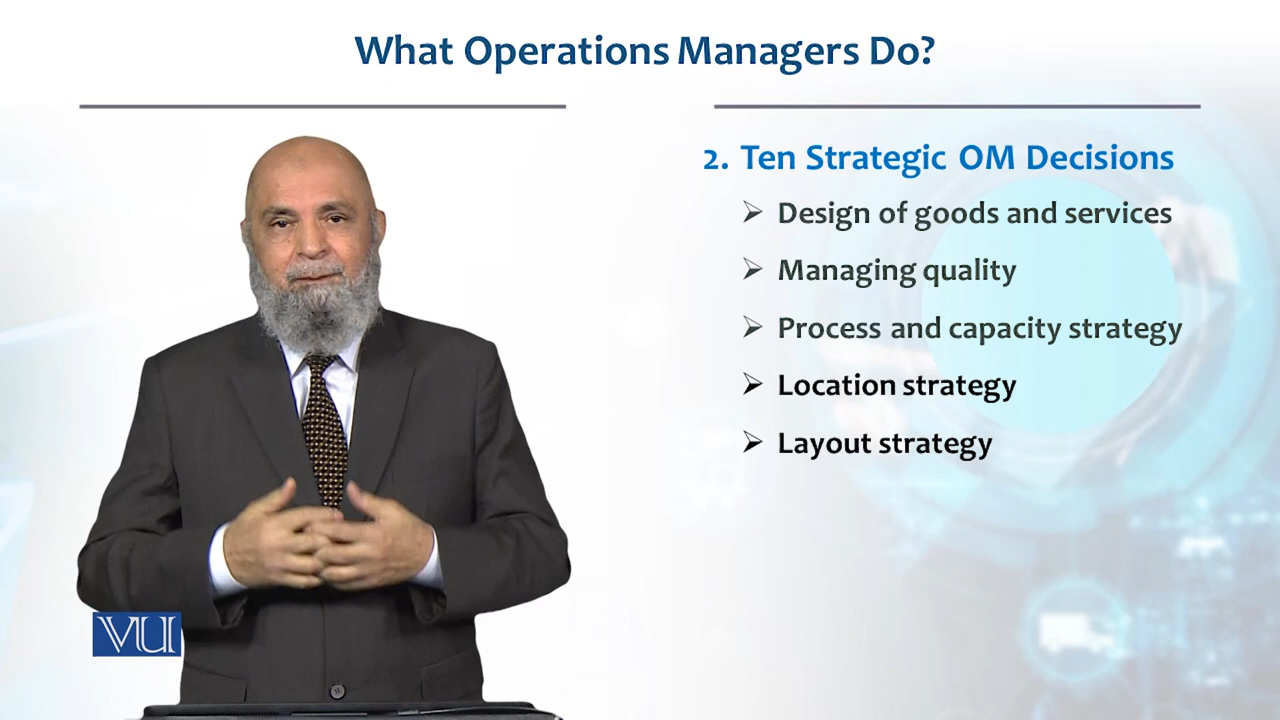 What Operations Managers Do?
2. Ten Strategic OM Decisions
Design of goods and services
Managing quality
Process and capacity strategy
Location strategy
Layout strategy
VU